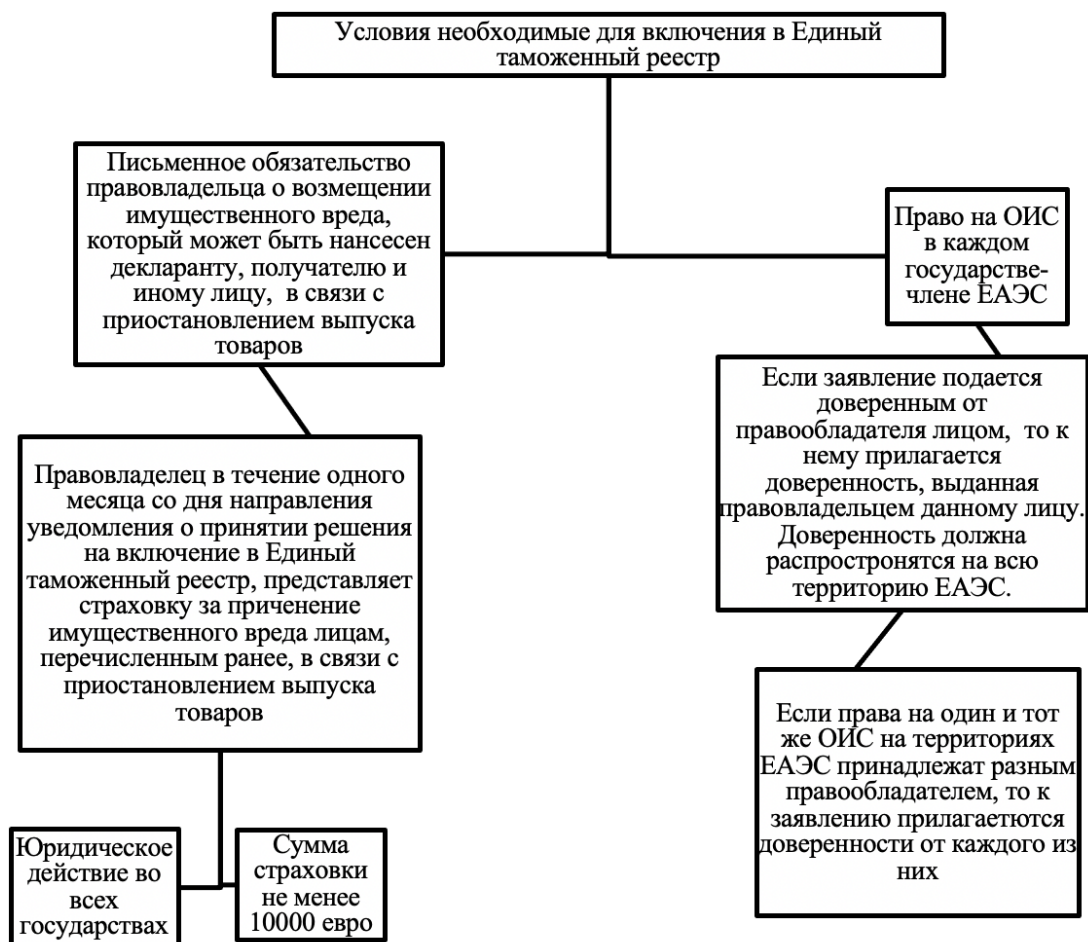 Условия необходимые для включения в Единый
таможенный реестр
Письменное обязательство
правовладельца о возмещении
имущественного вреда,
который может быть нансесен
декларанту, получателю и
иному лицу, в связи с
приостановлением выпуска
товаров
Право на ОИС
в каждом
государстве-
члене ЕАЭС
Правовладелец в течение одного
месяца со дня направления
уведомления о принятии решения
на включение в Единый
таможенный реестр, представляет
страховку за приченение
имущественного вреда лицам,
перечисленным ранее, в связи с
приостановлением выпуска
товаров
Если заявление подается
доверенным от
правообладателя лицом, то к
нему прилагается
доверенность, выданная
правовладельцем данному лицу.
Доверенность должна
распростронятся на всю
территорию ЕАЭС.
Если права на один и тот
же ОИС на территориях
ЕАЭС принадлежат разным
правообладателем, то к
заявлению прилагаетются
доверенности от каждого из
них
Юридическое
действие во
всех
государствах
Сумма
страховки
не менее
10000 евро